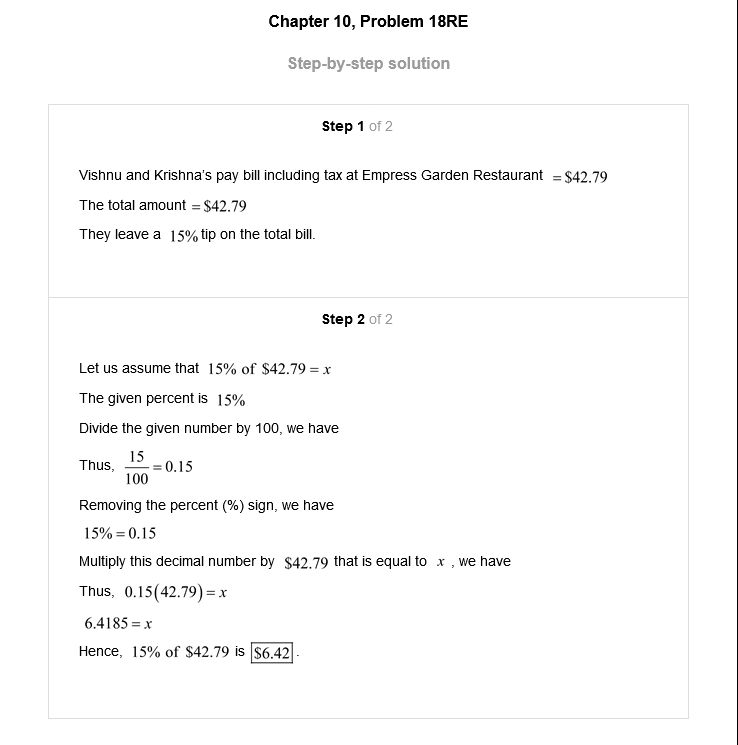 Chapter 10, Problem 18RE
Step-by-step solution
Step 1 of 2
Vishnu and Krishna's pay bill including tax at Empress Garden Restaurant = $42.79
The total amount = $42.79
They leave a 15% tip on the total bill.
Step 2 of 2
Let us assume that 15% of $42.79 = x
The given percent is 15%
Divide the given number by 100, we have
Thus, 15/100 = 0.15
Removing the percent (%) sign, we have
15% = 0.15
Multiply this decimal number by $42.79 that is equal to x , we have
Thus, 0.15(42.79) = x
6.4185 = x
Hence, 15% of $42.79 is $6.42 .